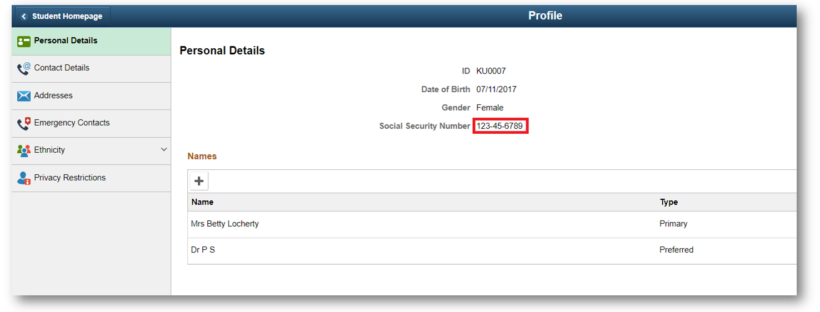 Student Homepage
Profile
Personal Details
Contact Details
Addresses
Emergency Contacts
Ethnicity
Privacy Restrictions
Personal Details
ID KU0007
Date of Birth 07/11/2017
Gender Female
Social Security Number 123-45-6789
Names
+
Name Type
Mrs Betty Locherty Primary
Dr P S Preferred